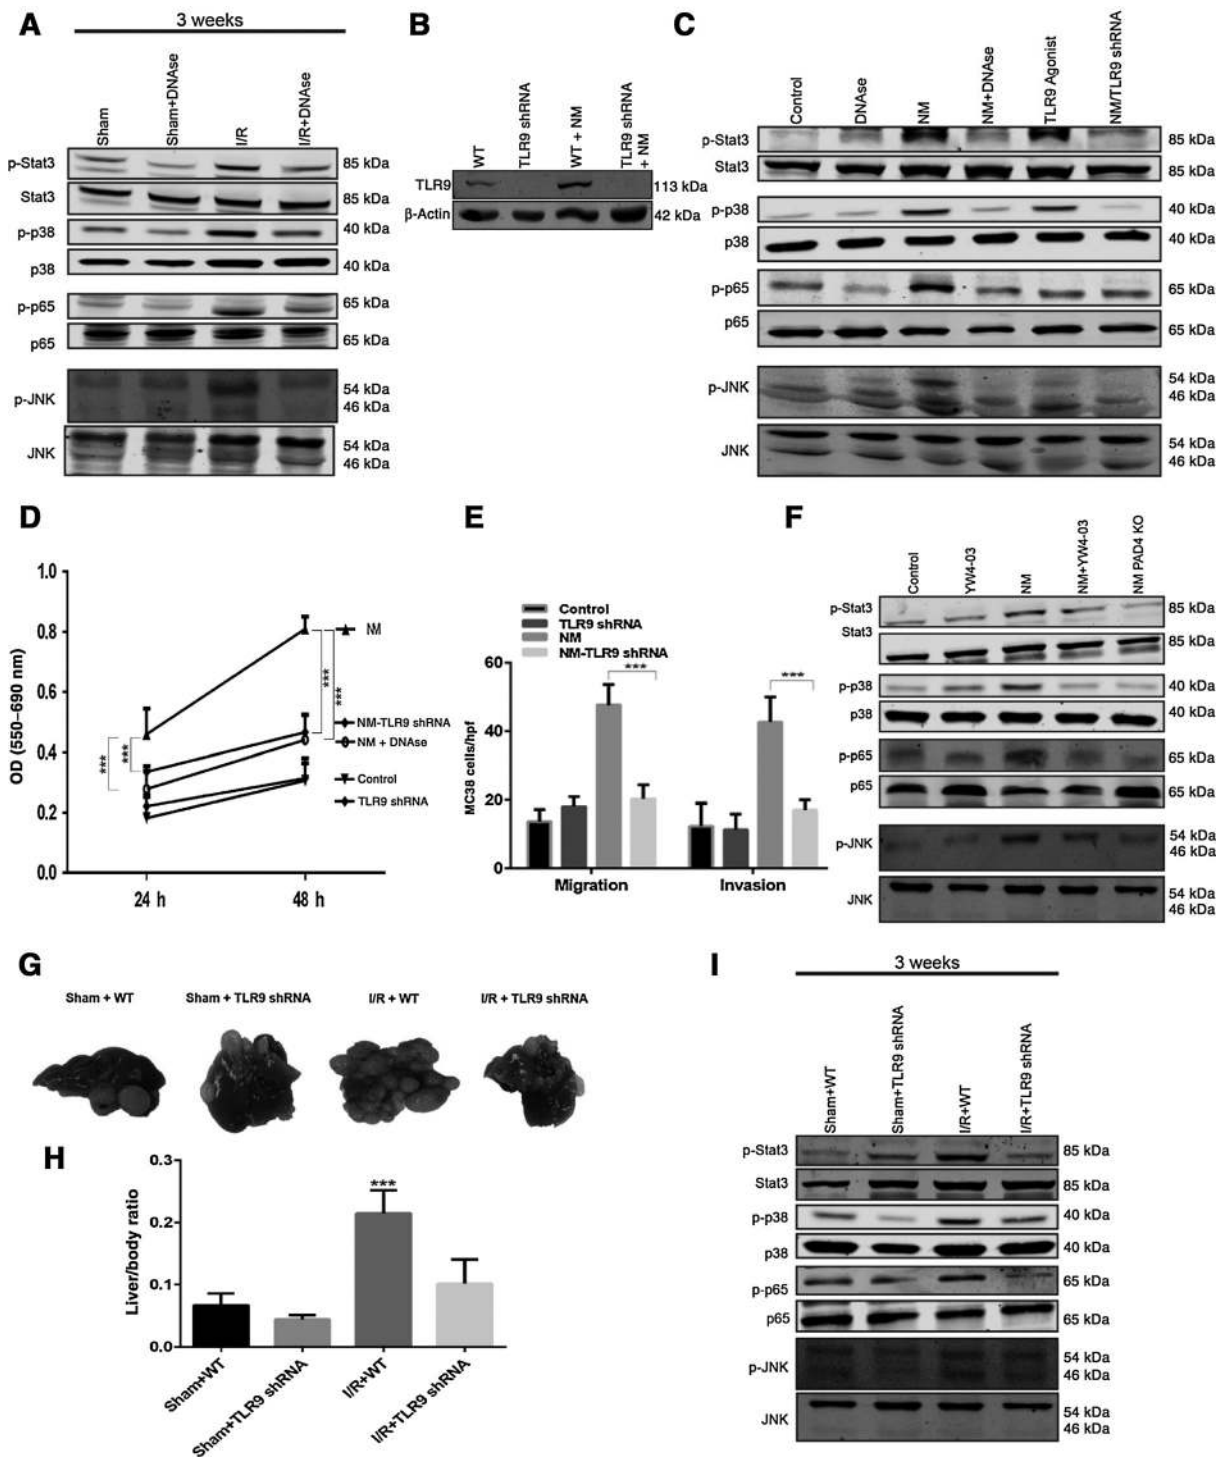 A
3 weeks
Sham
Sham+DNAse
I/R
I/R+DNAse
p-Stat3
85 kDa
Stat3
85 kDa
p-p38
40 kDa
p38
40 kDa
p-p65
65 kDa
p65
65 kDa
p-JNK
54 kDa
46 kDa
JNK
54 kDa
46 kDa
B
WT
TLR9 shRNA
WT + NM
TLR9 shRNA
+ NM
TLR9
113 kDa
β-Actin
42 kDa
C
Control
DNAse
NM
NM+DNAse
TLR9 Agonist
NM/TLR9 shRNA
p-Stat3
85 kDa
Stat3
85 kDa
p-p38
40 kDa
p38
40 kDa
p-p65
65 kDa
p65
65 kDa
p-JNK
54 kDa
46 kDa
JNK
54 kDa
46 kDa
D
OD (550–690 nm)
1.0
0.8
0.6
0.4
0.2
0.0
24 h
48 h
***
***
***
***
NM
NM-TLR9 shRNA
NM + DNAse
Control
TLR9 shRNA
E
Control
TLR9 shRNA
NM
NM-TLR9 shRNA
MC38 cells/hpf
60
40
20
0
***
***
Migration
Invasion
F
Control
YW4-03
NM
NM+YW4-03
NM PAD4 KO
p-Stat3
85 kDa
Stat3
85 kDa
p-p38
40 kDa
p38
40 kDa
p-p65
65 kDa
p65
65 kDa
p-JNK
54 kDa
46 kDa
JNK
54 kDa
46 kDa
G
Sham + WT
Sham + TLR9 shRNA
I/R + WT
I/R + TLR9 shRNA
H
Liver/body ratio
0.3
0.2
0.1
0.0
***
Sham+WT
Sham+TLR9 shRNA
I/R+WT
I/R+TLR9 shRNA
I
3 weeks
Sham+WT
Sham+TLR9 shRNA
I/R+WT
I/R+TLR9 shRNA
p-Stat3
85 kDa
Stat3
85 kDa
p-p38
40 kDa
p38
40 kDa
p-p65
65 kDa
p65
65 kDa
p-JNK
54 kDa
46 kDa
JNK
54 kDa
46 kDa